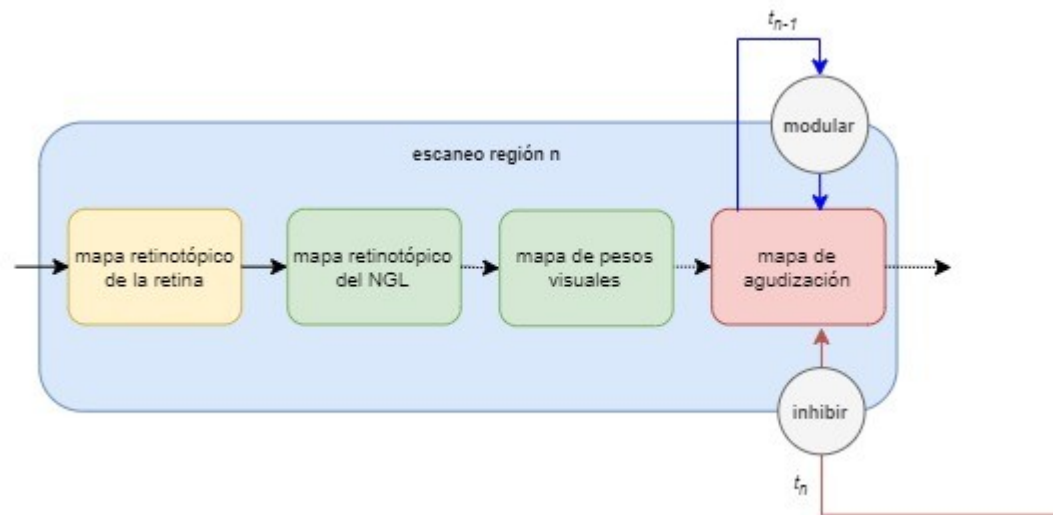 t_{n-1}
modular
escaneo región n
mapa retinotópico
de la retina
mapa retinotópico
del NGL
mapa de pesos
visuales
mapa de
agudización
inhibir
t_n